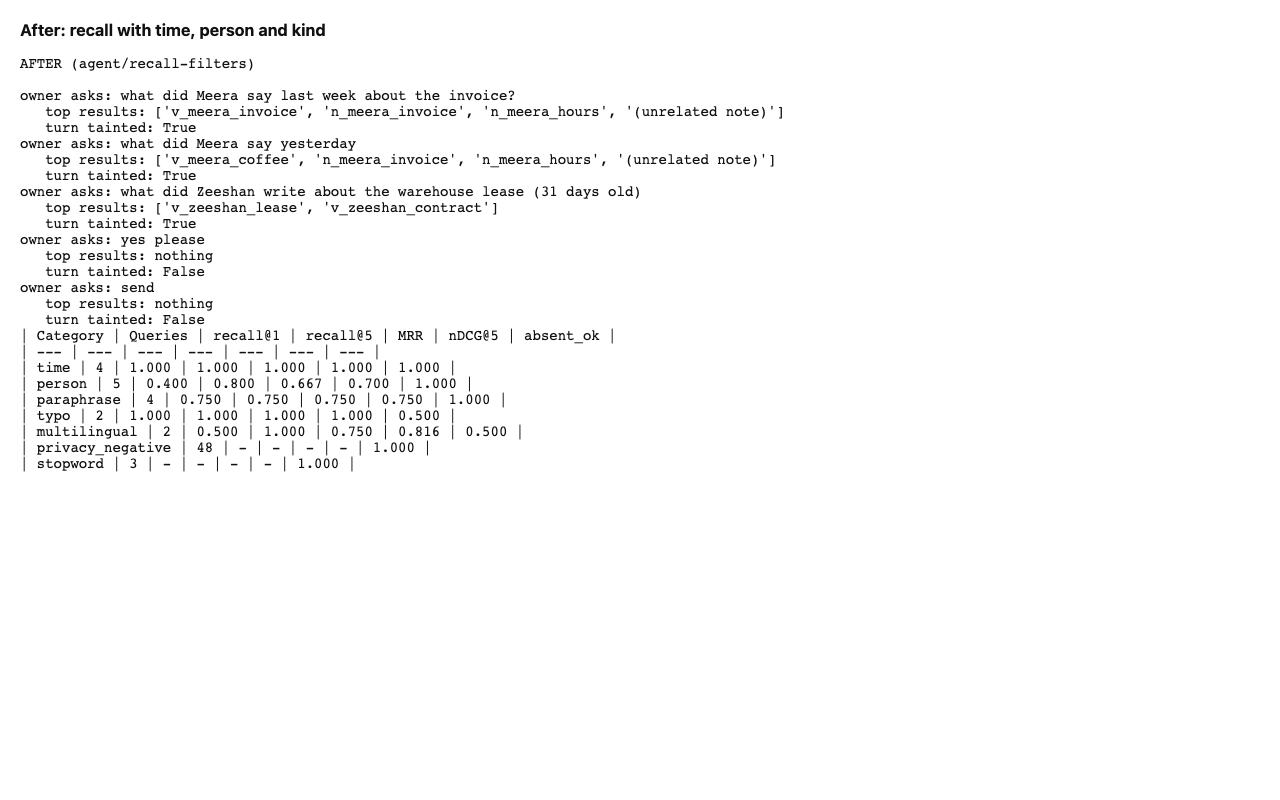 After: recall with time, person and kind
AFTER (agent/recall-filters)
owner asks: what did Meera say last week about the invoice?
top results: ['v_meera_invoice', 'n_meera_invoice', 'n_meera_hours', '(unrelated note)']
turn tainted: True
owner asks: what did Meera say yesterday
top results: ['v_meera_coffee', 'n_meera_invoice', 'n_meera_hours', '(unrelated note)']
turn tainted: True
owner asks: what did Zeeshan write about the warehouse lease (31 days old)
top results: ['v_zeeshan_lease', 'v_zeeshan_contract']
turn tainted: True
owner asks: yes please
top results: nothing
turn tainted: False
owner asks: send
top results: nothing
turn tainted: False
| Category | Queries | recall@1 | recall@5 | MRR | nDCG@5 | absent_ok |
| --- | --- | --- | --- | --- | --- | --- |
| time | 4 | 1.000 | 1.000 | 1.000 | 1.000 | 1.000 |
| person | 5 | 0.400 | 0.800 | 0.667 | 0.700 | 1.000 |
| paraphrase | 4 | 0.750 | 0.750 | 0.750 | 0.750 | 1.000 |
| typo | 2 | 1.000 | 1.000 | 1.000 | 1.000 | 0.500 |
| multilingual | 2 | 0.500 | 1.000 | 0.750 | 0.816 | 0.500 |
| privacy_negative | 48 | - | - | - | - | 1.000 |
| stopword | 3 | - | - | - | - | 1.000 |